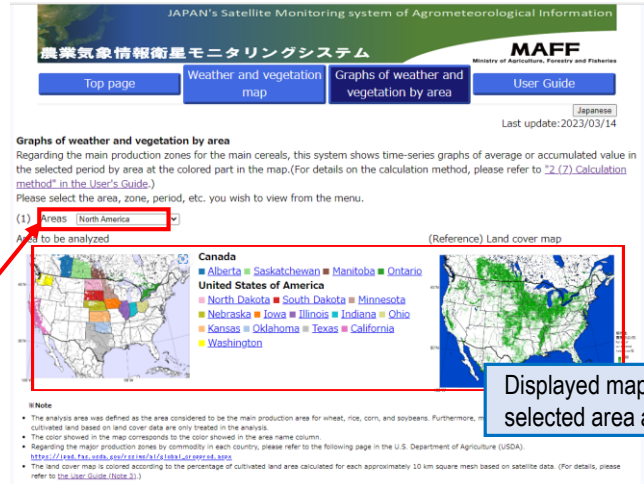 JAPAN's Satellite Monitoring system of Agrometeorological Information
農業気象情報衛星モニタリングシステム
MAFF
Ministry of Agriculture, Forestry and Fisheries
Top page
Weather and vegetation map
Graphs of weather and vegetation by area
User Guide
Japanese
Last update:2023/03/14
Graphs of weather and vegetation by area
Regarding the main production zones for the main cereals, this system shows time-series graphs of average or accumulated value in
the selected period by area at the colored part in the map.(For details on the calculation method, please refer to "2 (7) Calculation
method" in the User's Guide.)
Please select the area, zone, period, etc. you wish to view from the menu.
(1) Areas North America
Area to be analyzed
(Reference) Land cover map
Canada
Alberta Saskatchewan Manitoba Ontario
United States of America
North Dakota South Dakota Minnesota
Nebraska Iowa Illinois Indiana Ohio
Kansas Oklahoma Texas California
Washington
Displayed map
selected area a
※Note
• The analysis area was defined as the area considered to be the main production area for wheat, rice, corn, and soybeans. Furthermore, m
cultivated land based on land cover data are only treated in the analysis.
• The color showed in the map corresponds to the color showed in the area name column.
• Regarding the major production zones by commodity in each country, please refer to the following page in the U.S. Department of Agriculture (USDA).
https://ipad.fas.usda.gov/rssiws/al/global_cropprod.aspx
• The land cover map is colored according to the percentage of cultivated land area calculated for each approximately 10 km square mesh based on satellite data. (For details, please
refer to the User Guide (Note 3).)